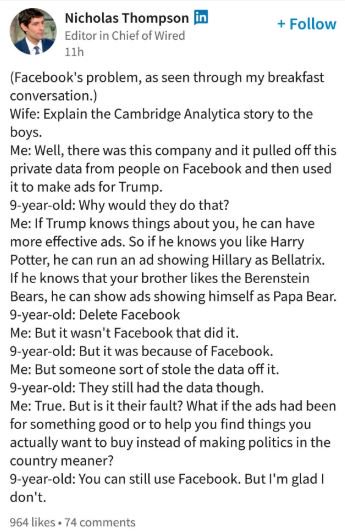 Nicholas Thompson in
+ Follow
Editor in Chief of Wired
11h
(Facebook's problem, as seen through my breakfast
conversation.)
Wife: Explain the Cambridge Analytica story to the
boys.
Me: Well, there was this company and it pulled off this
private data from people on Facebook and then used
it to make ads for Trump.
9-year-old: Why would they do that?
Me: If Trump knows things about you, he can have
more effective ads. So if he knows you like Harry
Potter, he can run an ad showing Hillary as Bellatrix.
If he knows that your brother likes the Berenstein
Bears, he can show ads showing himself as Papa Bear.
9-year-old: Delete Facebook
Me: But it wasn't Facebook that did it.
9-year-old: But it was because of Facebook.
Me: But someone sort of stole the data off it.
9-year-old: They still had the data though.
Me: True. But is it their fault? What if the ads had been
for something good or to help you find things you
actually want to buy instead of making politics in the
country meaner?
9-year-old: You can still use Facebook. But I'm glad I
don't.
964 likes • 74 comments